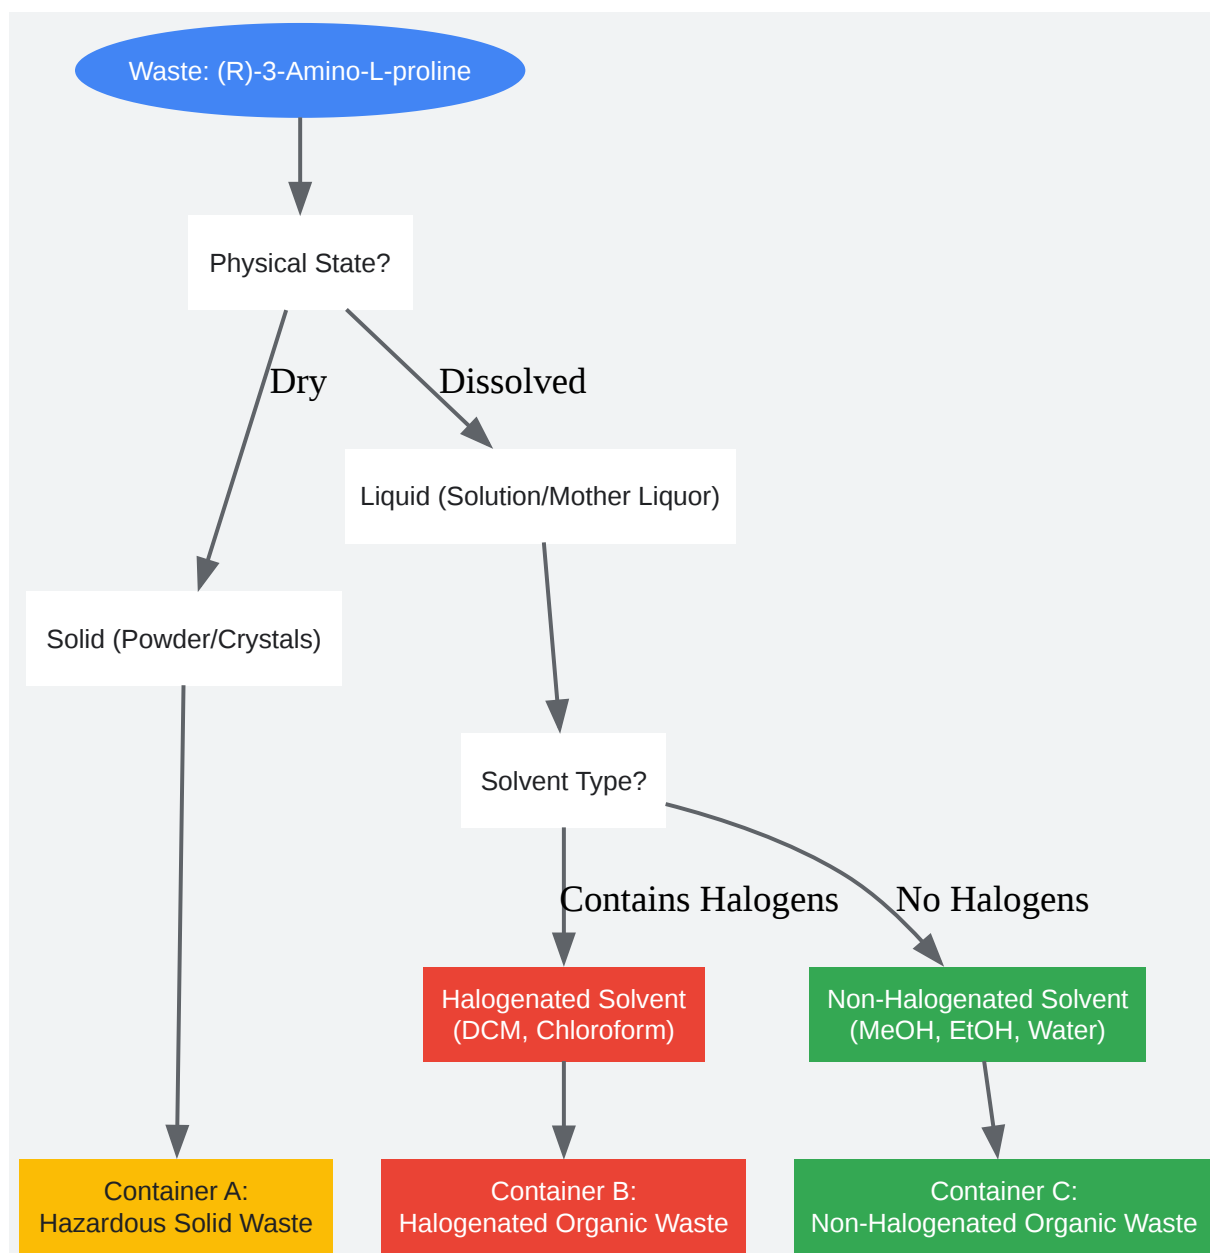 Waste: (R)-3-Amino-L-proline
Physical State?
Dry
Dissolved
Liquid (Solution/Mother Liquor)
Solid (Powder/Crystals)
Solvent Type?
Contains Halogens
No Halogens
Halogenated Solvent
(DCM, Chloroform)
Non-Halogenated Solvent
(MeOH, EtOH, Water)
Container A:
Hazardous Solid Waste
Container B:
Halogenated Organic Waste
Container C:
Non-Halogenated Organic Waste